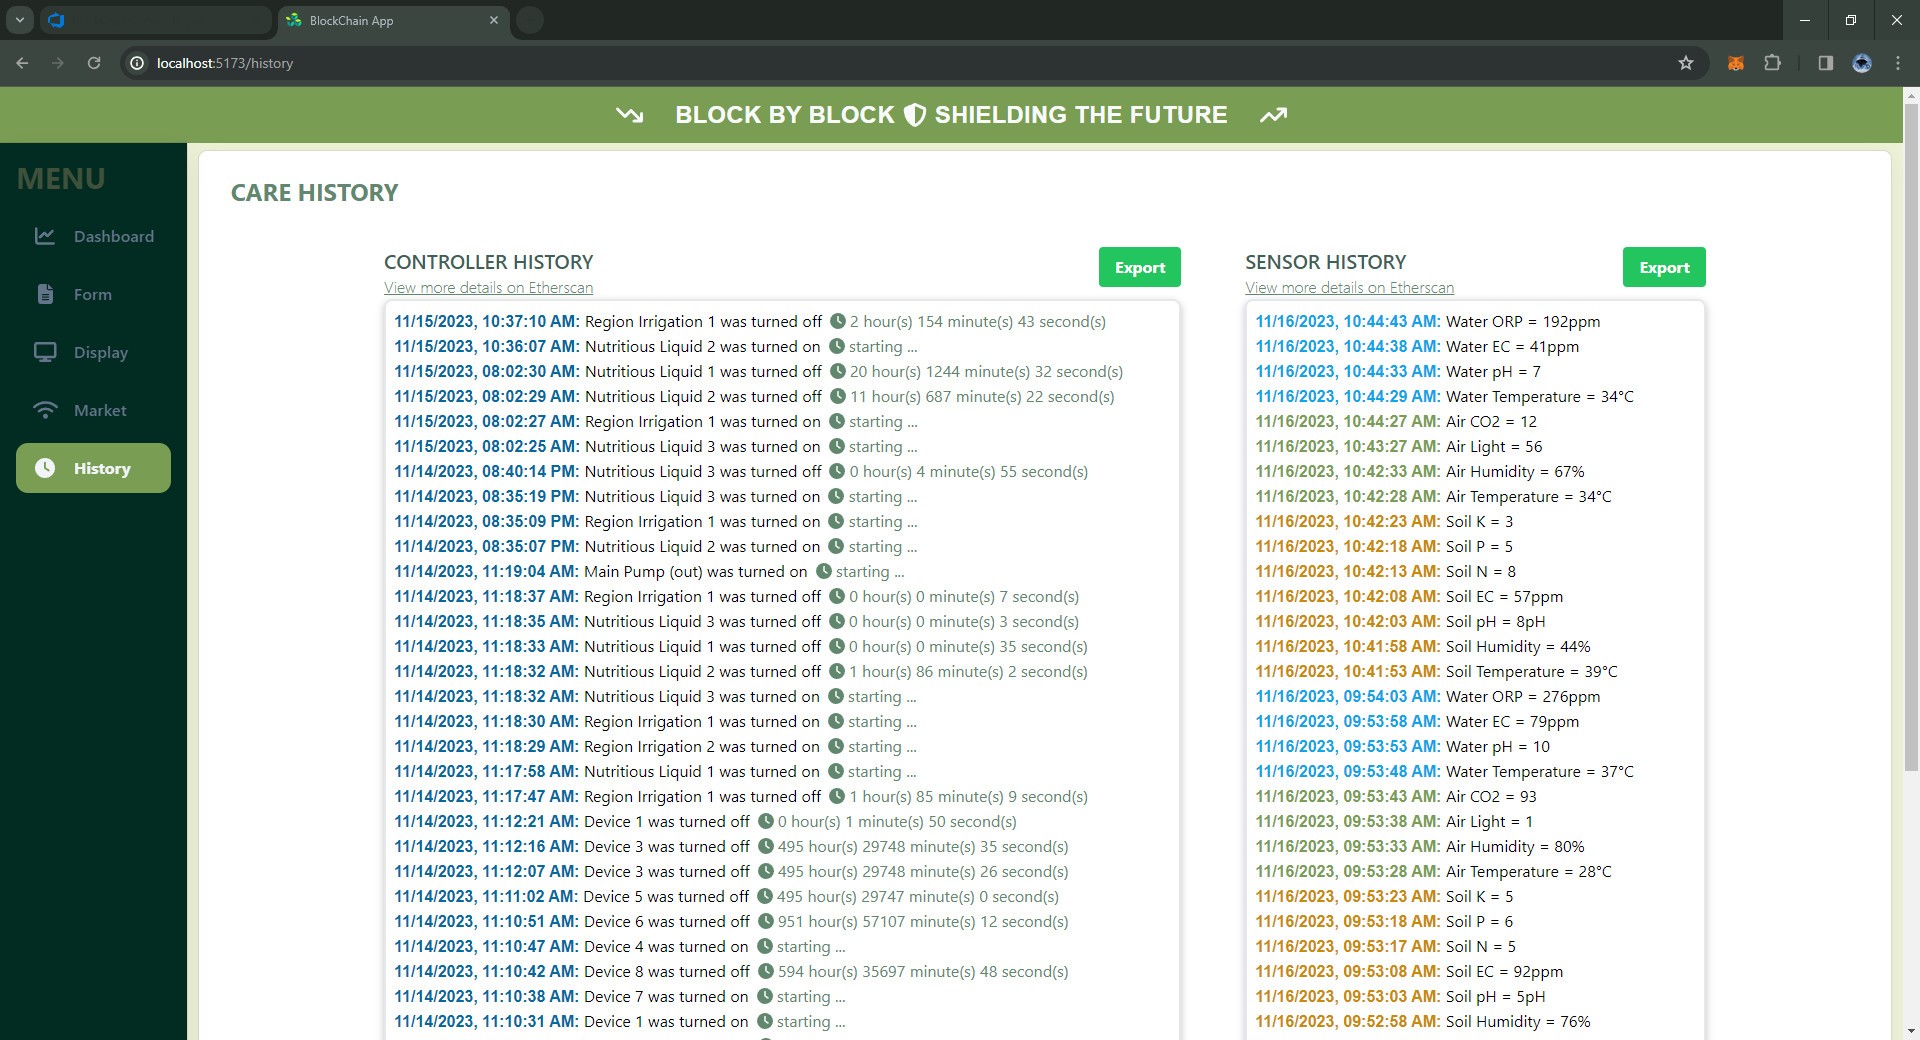 BlockChain App
localhost:5173/history
BLOCK BY BLOCK SHIELDING THE FUTURE
MENU
Dashboard
Form
Display
Market
History
CARE HISTORY
CONTROLLER HISTORY
View more details on Etherscan
Export
11/15/2023, 10:37:10 AM: Region Irrigation 1 was turned off 2 hour(s) 154 minute(s) 43 second(s)
11/15/2023, 10:36:07 AM: Nutritious Liquid 2 was turned on starting ...
11/15/2023, 08:02:30 AM: Nutritious Liquid 1 was turned off 20 hour(s) 1244 minute(s) 32 second(s)
11/15/2023, 08:02:29 AM: Nutritious Liquid 2 was turned off 11 hour(s) 687 minute(s) 22 second(s)
11/15/2023, 08:02:27 AM: Region Irrigation 1 was turned on starting ...
11/15/2023, 08:02:25 AM: Nutritious Liquid 3 was turned on starting ...
11/14/2023, 08:40:14 PM: Nutritious Liquid 3 was turned off 0 hour(s) 4 minute(s) 55 second(s)
11/14/2023, 08:35:19 PM: Nutritious Liquid 3 was turned on starting ...
11/14/2023, 08:35:09 PM: Region Irrigation 1 was turned on starting ...
11/14/2023, 08:35:07 PM: Nutritious Liquid 2 was turned on starting ...
11/14/2023, 11:19:04 AM: Main Pump (out) was turned on starting ...
11/14/2023, 11:18:37 AM: Region Irrigation 1 was turned off 0 hour(s) 0 minute(s) 7 second(s)
11/14/2023, 11:18:35 AM: Nutritious Liquid 3 was turned off 0 hour(s) 0 minute(s) 3 second(s)
11/14/2023, 11:18:33 AM: Nutritious Liquid 1 was turned off 0 hour(s) 0 minute(s) 35 second(s)
11/14/2023, 11:18:32 AM: Nutritious Liquid 2 was turned off 1 hour(s) 86 minute(s) 2 second(s)
11/14/2023, 11:18:32 AM: Nutritious Liquid 3 was turned on starting ...
11/14/2023, 11:18:30 AM: Region Irrigation 1 was turned on starting ...
11/14/2023, 11:18:29 AM: Region Irrigation 2 was turned on starting ...
11/14/2023, 11:17:58 AM: Nutritious Liquid 1 was turned on starting ...
11/14/2023, 11:17:47 AM: Region Irrigation 1 was turned off 1 hour(s) 85 minute(s) 9 second(s)
11/14/2023, 11:12:21 AM: Device 1 was turned off 0 hour(s) 1 minute(s) 50 second(s)
11/14/2023, 11:12:16 AM: Device 3 was turned off 495 hour(s) 29748 minute(s) 35 second(s)
11/14/2023, 11:12:07 AM: Device 3 was turned off 495 hour(s) 29748 minute(s) 26 second(s)
11/14/2023, 11:11:02 AM: Device 5 was turned off 495 hour(s) 29747 minute(s) 0 second(s)
11/14/2023, 11:10:51 AM: Device 6 was turned off 951 hour(s) 57107 minute(s) 12 second(s)
11/14/2023, 11:10:47 AM: Device 4 was turned on starting ...
11/14/2023, 11:10:42 AM: Device 8 was turned off 594 hour(s) 35697 minute(s) 48 second(s)
11/14/2023, 11:10:38 AM: Device 7 was turned on starting ...
11/14/2023, 11:10:31 AM: Device 1 was turned on starting ...
SENSOR HISTORY
View more details on Etherscan
Export
11/16/2023, 10:44:43 AM: Water ORP = 192ppm
11/16/2023, 10:44:38 AM: Water EC = 41ppm
11/16/2023, 10:44:33 AM: Water pH = 7
11/16/2023, 10:44:29 AM: Water Temperature = 34°C
11/16/2023, 10:44:27 AM: Air CO2 = 12
11/16/2023, 10:43:27 AM: Air Light = 56
11/16/2023, 10:42:33 AM: Air Humidity = 67%
11/16/2023, 10:42:28 AM: Air Temperature = 34°C
11/16/2023, 10:42:23 AM: Soil K = 3
11/16/2023, 10:42:18 AM: Soil P = 5
11/16/2023, 10:42:13 AM: Soil N = 8
11/16/2023, 10:42:08 AM: Soil EC = 57ppm
11/16/2023, 10:42:03 AM: Soil pH = 8pH
11/16/2023, 10:41:58 AM: Soil Humidity = 44%
11/16/2023, 10:41:53 AM: Soil Temperature = 39°C
11/16/2023, 09:54:03 AM: Water ORP = 276ppm
11/16/2023, 09:53:58 AM: Water EC = 79ppm
11/16/2023, 09:53:53 AM: Water pH = 10
11/16/2023, 09:53:48 AM: Water Temperature = 37°C
11/16/2023, 09:53:43 AM: Air CO2 = 93
11/16/2023, 09:53:38 AM: Air Light = 1
11/16/2023, 09:53:33 AM: Air Humidity = 80%
11/16/2023, 09:53:28 AM: Air Temperature = 28°C
11/16/2023, 09:53:23 AM: Soil K = 5
11/16/2023, 09:53:18 AM: Soil P = 6
11/16/2023, 09:53:17 AM: Soil N = 5
11/16/2023, 09:53:08 AM: Soil EC = 92ppm
11/16/2023, 09:53:03 AM: Soil pH = 5pH
11/16/2023, 09:52:58 AM: Soil Humidity = 76%